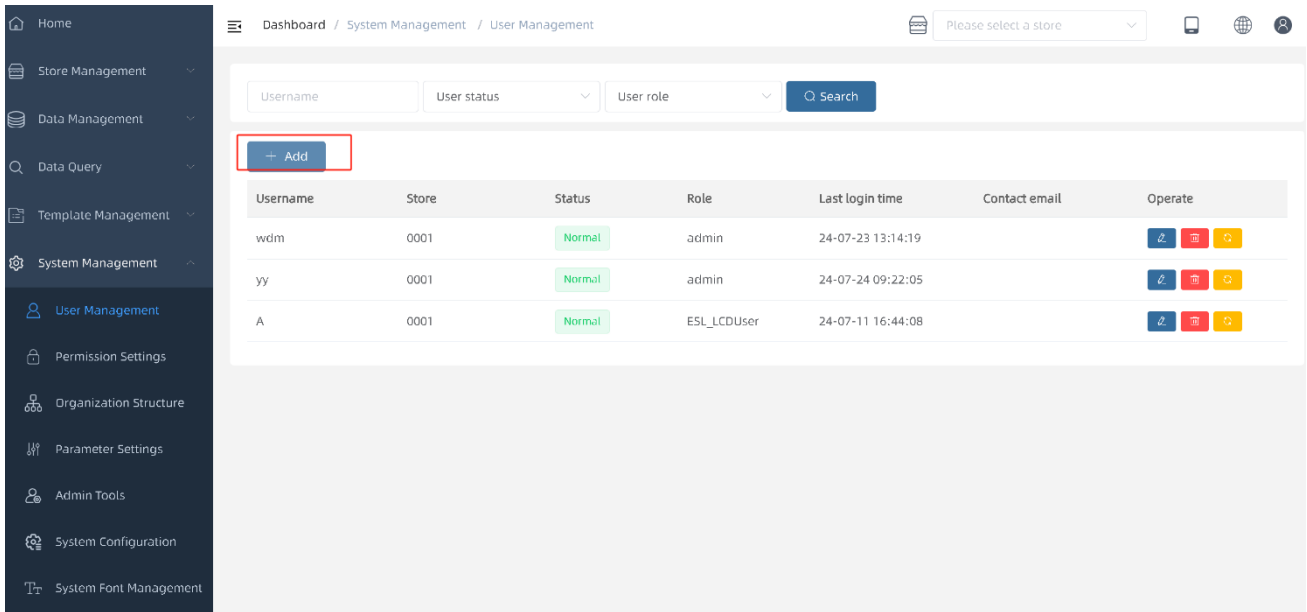 Home
Store Management
Data Management
Data Query
Template Management
System Management
User Management
Permission Settings
Organization Structure
Parameter Settings
Admin Tools
System Configuration
System Font Management
Dashboard / System Management / User Management
Please select a store
Username
User status
User role
Search
+ Add
Username Store Status Role Last login time Contact email Operate
wdm 0001 Normal admin 24-07-23 13:14:19
yy 0001 Normal admin 24-07-24 09:22:05
A 0001 Normal ESL_LCDUser 24-07-11 16:44:08